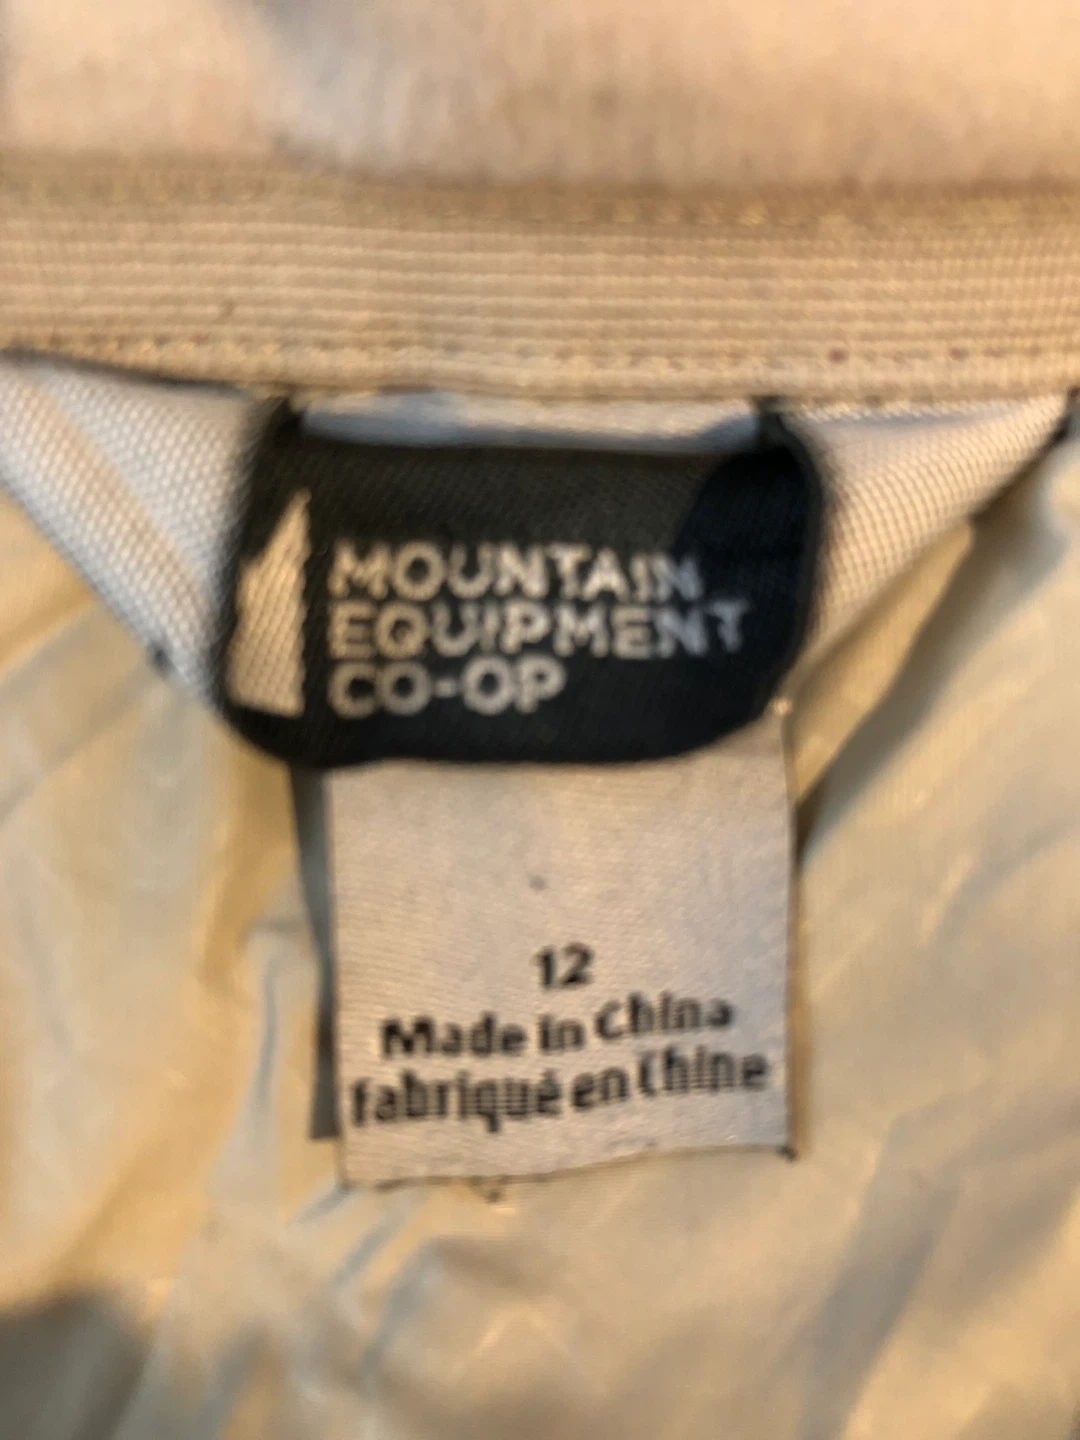 MOUNTAIN
EQUIPMENT
CO-OP
12
Made in China
fabriqué en Chine